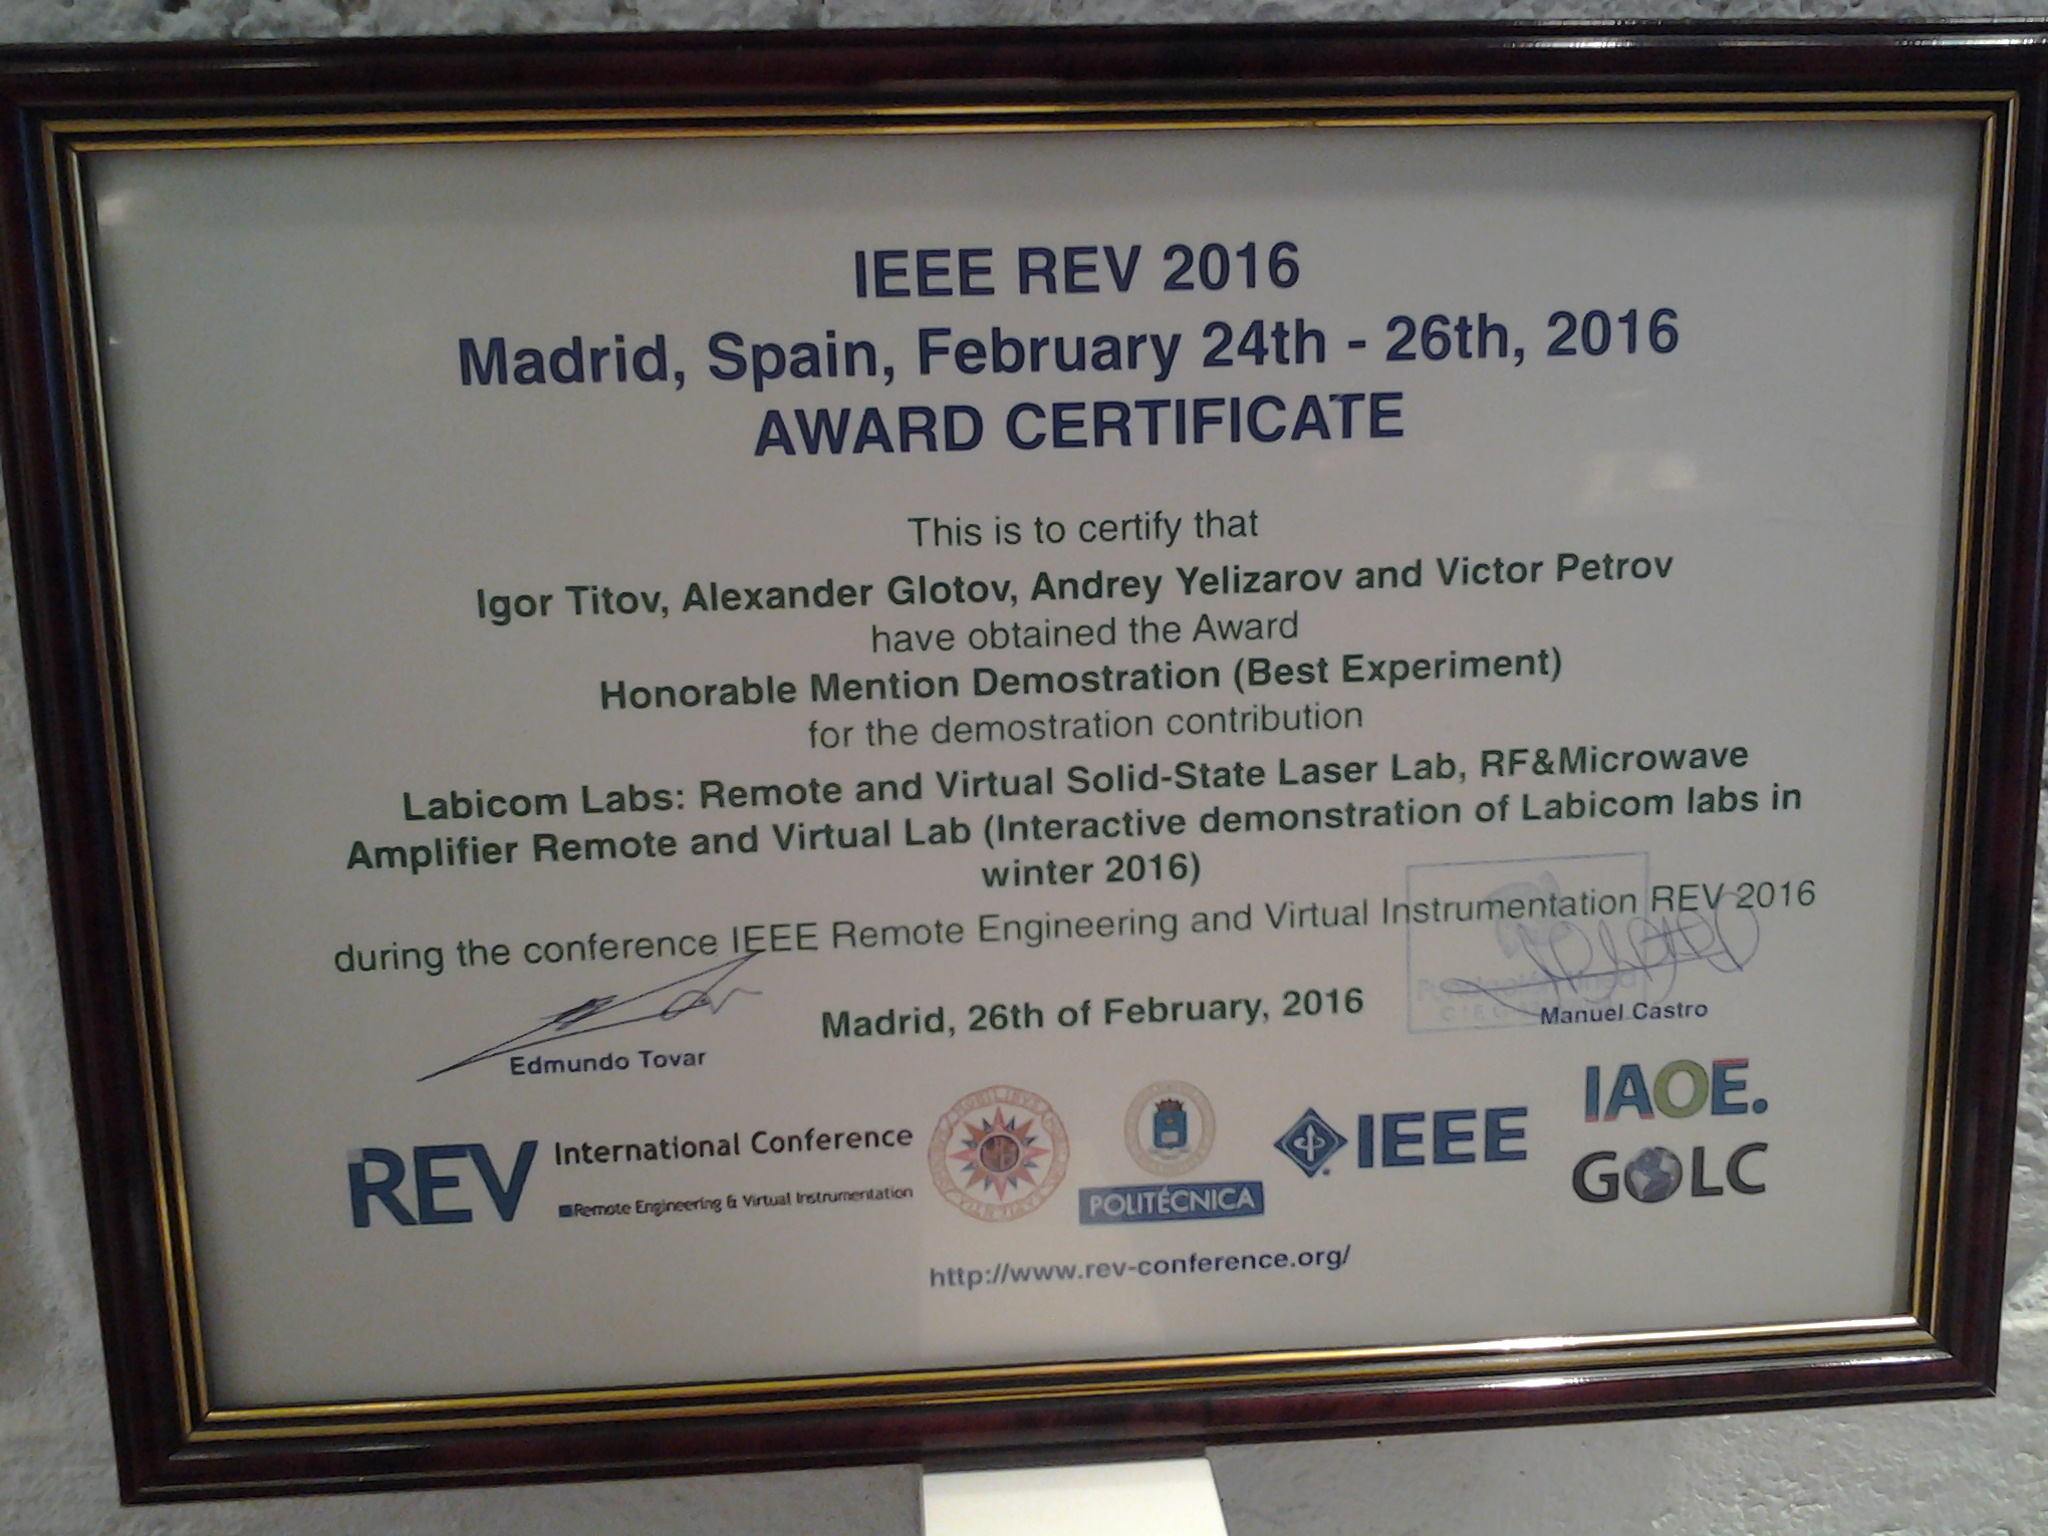 IEEE REV 2016
Madrid, Spain, February 24th - 26th, 2016
AWARD CERTIFICATE
This is to certify that
Igor Titov, Alexander Glotov, Andrey Yelizarov and Victor Petrov
have obtained the Award
Honorable Mention Demostration (Best Experiment)
for the demostration contribution
Labicom Labs: Remote and Virtual Solid-State Laser Lab, RF&Microwave
Amplifier Remote and Virtual Lab (Interactive demonstration of Labicom labs in
winter 2016)
during the conference IEEE Remote Engineering and Virtual Instrumentation REV 2016
Madrid, 26th of February, 2016
Edmundo Tovar
Manuel Castro
REV International Conference
Remote Engineering & Virtual Instrumentation
POLITÉCNICA
IEEE
IAOE.
GOLC
http://www.rev-conference.org/